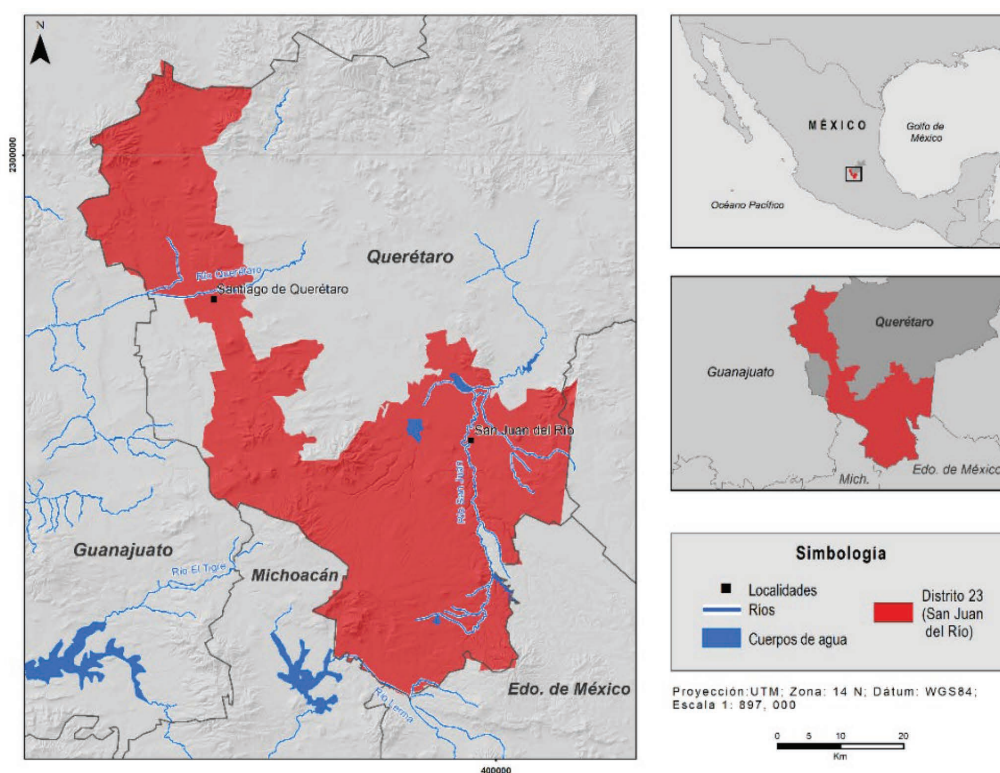 N
2300000
Querétaro
Río Querétaro
Santiago de Querétaro
San Juan del Río
Río San Juan
Guanajuato
Río El Tigre
Michoacán
Río Lerma
Edo. de México
400000
MÉXICO
Golfo de
México
Océano Pacífico
Querétaro
Guanajuato
Mich.
Edo. de México
Simbología
Localidades
Ríos
Cuerpos de agua
Distrito 23
(San Juan
del Río)
Proyección:UTM; Zona: 14 N; Dátum: WGS84;
Escala 1: 897, 000
0 5 10 20
Km